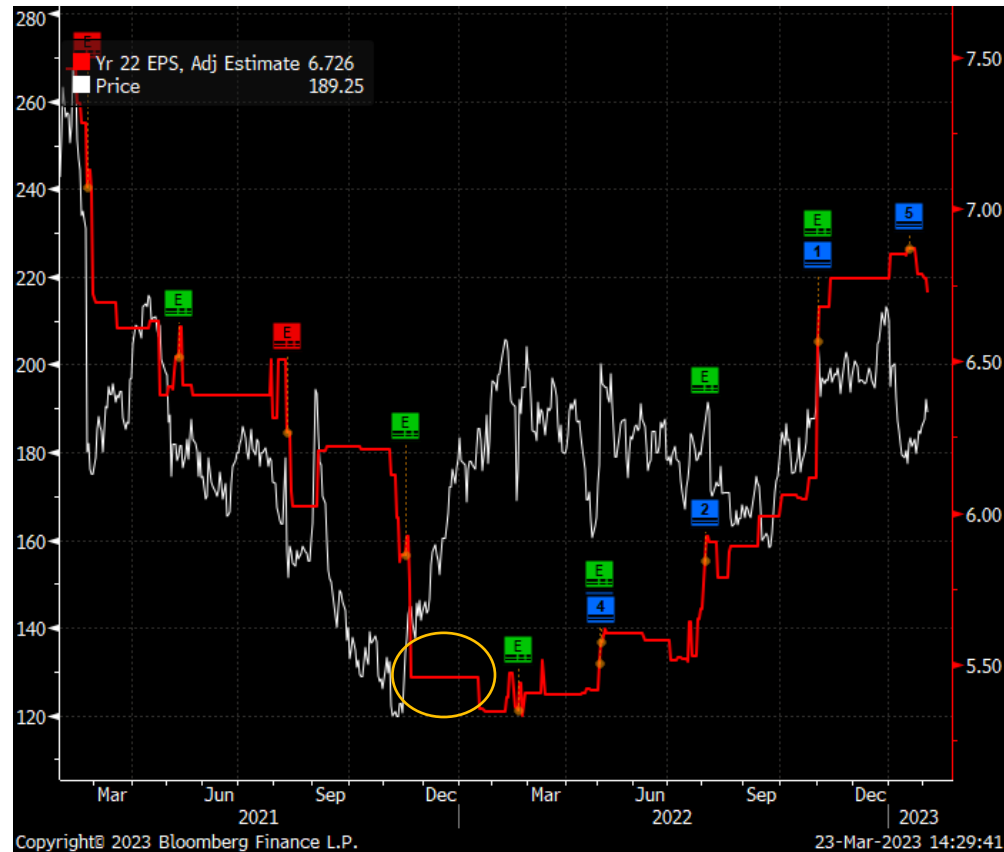 280
260
240
220
200
180
160
140
120
E
Yr 22 EPS, Adj Estimate 6.726
Price 189.25
E
E
E
E
E
4
E
2
E
1
5
7.50
7.00
6.50
6.00
5.50
Mar Jun Sep Dec Mar Jun Sep Dec
2021 2022 2023
Copyright© 2023 Bloomberg Finance L.P. 23-Mar-2023 14:29:41